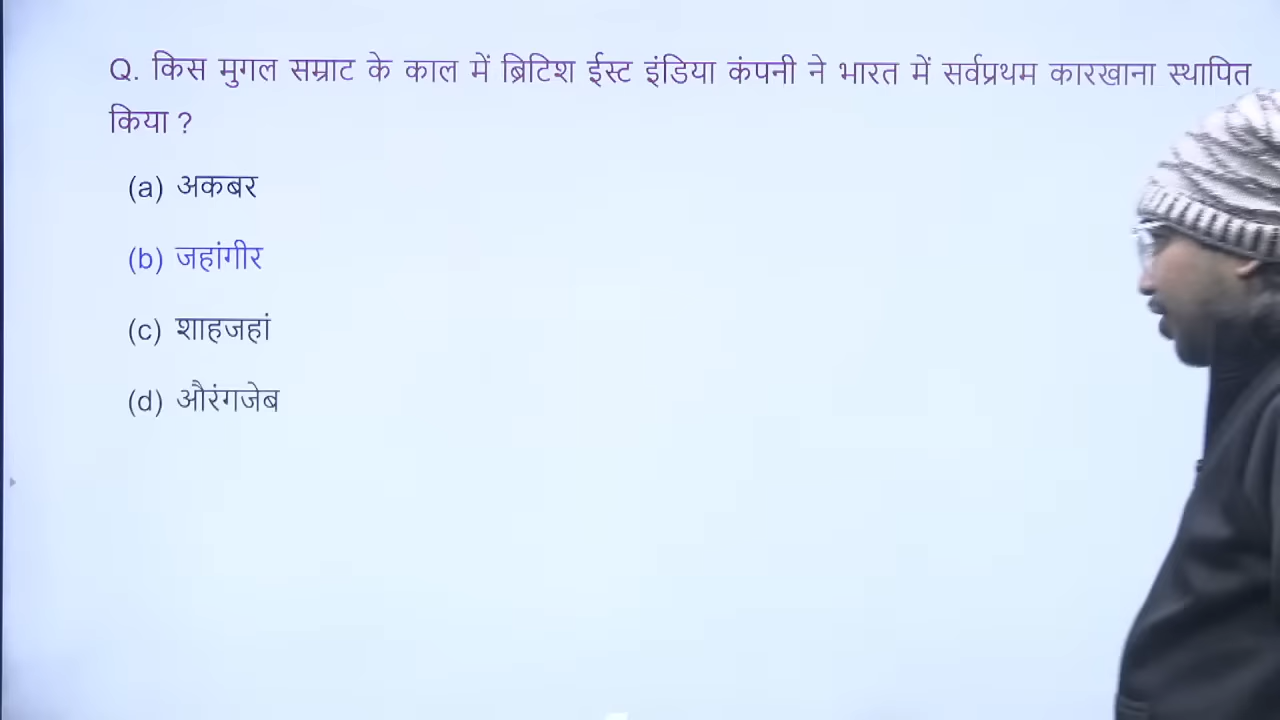 Q. किस मुगल सम्राट के काल में ब्रिटिश ईस्ट इंडिया कंपनी ने भारत में सर्वप्रथम कारखाना स्थापित
किया ?
(a) अकबर
(b) जहांगीर
(c) शाहजहां
(d) औरंगजेब